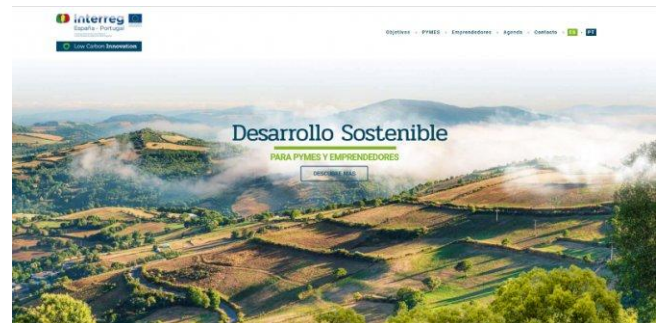 Interreg
España - Portugal
Low Carbon Innovation
Objetivos - PYMES - Emprendedores - Agenda - Contacto - ES - PT
Desarrollo Sostenible
PARA PYMES Y EMPRENDEDORES
DESCUBRE MÁS